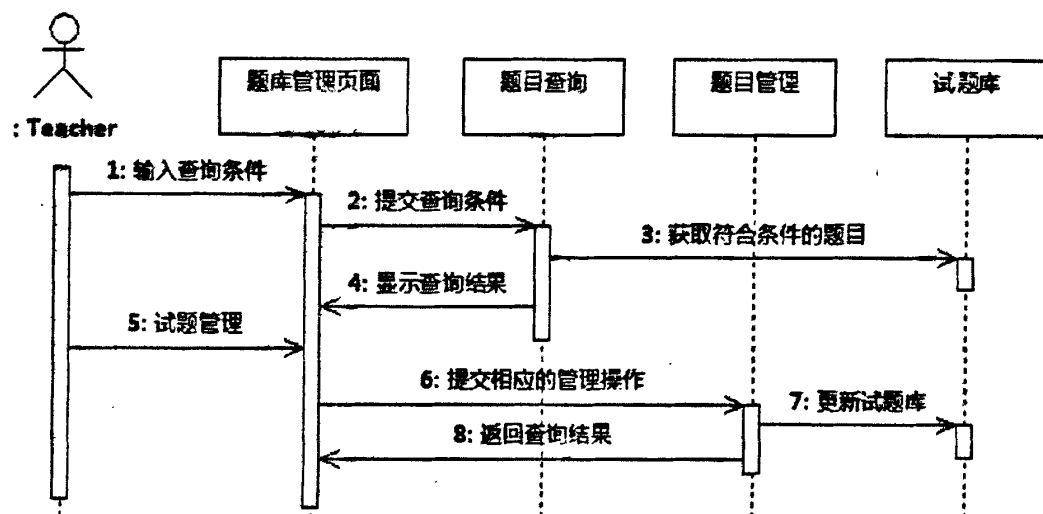 题库管理页面
题目查询
题目管理
试题库
: Teacher
1: 输入查询条件
2: 提交查询条件
3: 获取符合条件的题目
4: 显示查询结果
5: 试题管理
6: 提交相应的管理操作
7: 更新试题库
8: 返回查询结果